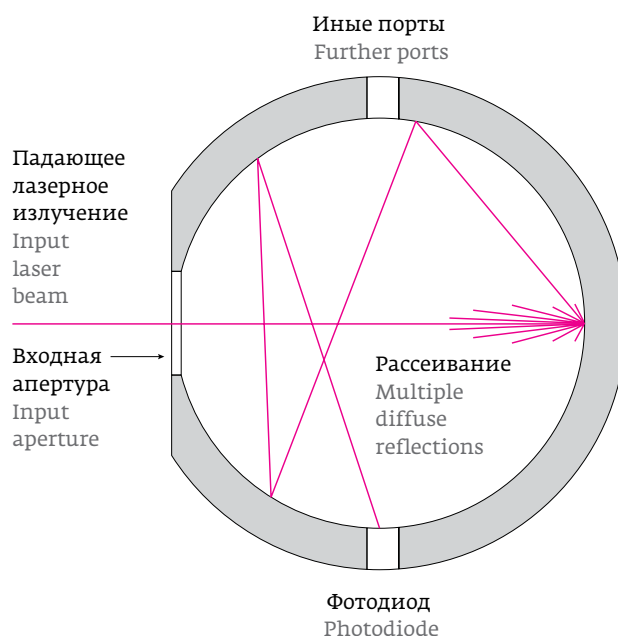 Иные порты
Further ports
Падающее
лазерное
излучение
Input
laser
beam
Входная
апертура
Input
aperture
Рассеивание
Multiple
diffuse
reflections
Фотодиод
Photodiode